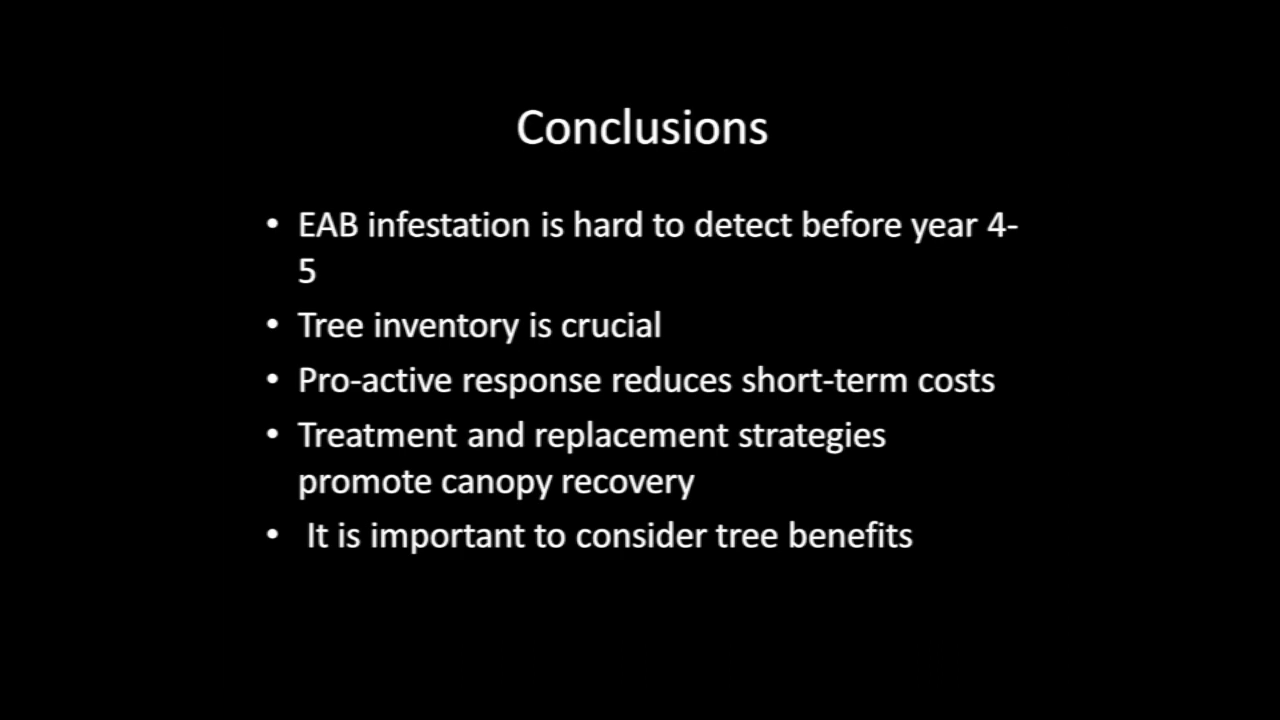 Conclusions
• EAB infestation is hard to detect before year 4-
5
• Tree inventory is crucial
• Pro-active response reduces short-term costs
• Treatment and replacement strategies
promote canopy recovery
• It is important to consider tree benefits